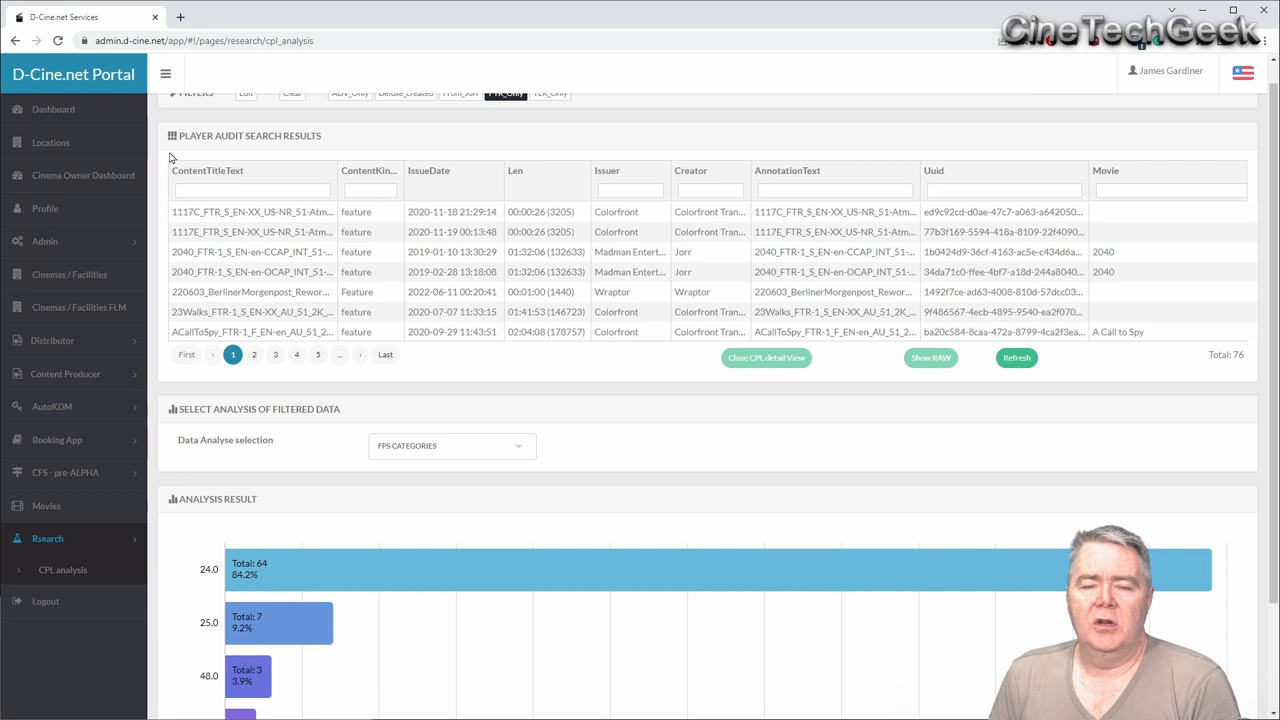 D-Cine.net Services
admin.d-cine.net/app/#!/pages/research/cpl_analysis
CineTechGeek
D-Cine.net Portal
James Gardiner
FILTERS Edit Clear ADV_Only Deluxe_created From_Jorr FTR_Only TLR_Only
Dashboard
Locations
Cinema Owner Dashboard
Profile
Admin
Cinemas / Facilities
Cinemas / Facilities FLM
Distributor
Content Producer
AutoKDM
Booking App
CFS - pre-ALPHA
Movies
Rsearch
CPL analysis
Logout
PLAYER AUDIT SEARCH RESULTS
ContentTitleText ContentKin... IssueDate Len Issuer Creator AnnotationText Uuid Movie
1117C_FTR_S_EN-XX_US-NR_51-Atm... feature 2020-11-18 21:29:14 00:00:26 (3205) Colorfront Colorfront Tran... 1117C_FTR_S_EN-XX_US-NR_51-Atm... ed9c92cd-d0ae-47c7-a063-a642050...
1117E_FTR_S_EN-XX_US-NR_51-Atm... feature 2020-11-19 00:13:48 00:00:26 (3205) Colorfront Colorfront Tran... 1117E_FTR_S_EN-XX_US-NR_51-Atm... 77b3f169-5594-418a-8109-22f4090...
2040_FTR-1_S_EN-en-CCAP_INT_51-... feature 2019-01-10 13:30:29 01:32:06 (132633) Madman Entert... Jorr 2040_FTR-1_S_EN-en-CCAP_INT_51-... 1b0424d9-36cf-4163-ac5e-c434d6a... 2040
2040_FTR-1_S_EN-en-OCAP_INT_51-... feature 2019-02-28 13:18:08 01:32:06 (132633) Madman Entert... Jorr 2040_FTR-1_S_EN-en-OCAP_INT_51-... 34da71c0-ffee-4bf7-a18d-244a8040... 2040
220603_BerlinerMorgenpost_Rewor... Feature 2022-06-11 00:20:41 00:01:00 (1440) Wraptor Wraptor 220603_BerlinerMorgenpost_Rewor... 1492f7ce-ad63-4008-810d-57dcc03...
23Walks_FTR-1_S_EN-XX_AU_51_2K_... feature 2020-07-07 11:33:15 01:41:53 (146723) Colorfront Colorfront Tran... 23Walks_FTR-1_S_EN-XX_AU_51_2K_... 9f486567-4ecb-4895-9540-ea2f070...
ACallToSpy_FTR-1_F_EN-en_AU_51_2... feature 2020-09-29 11:43:51 02:04:08 (178757) Colorfront Colorfront Tran... ACallToSpy_FTR-1_F_EN-en_AU_51_2... ba20c584-8caa-472a-8799-4ca2f3ea... A Call to Spy
First ‹ 1 2 3 4 5 ... › Last Close CPL detail View Show RAW Refresh Total: 76
SELECT ANALYSIS OF FILTERED DATA
Data Analyse selection FPS CATEGORIES
ANALYSIS RESULT
24.0 Total: 64
84.2%
25.0 Total: 7
9.2%
48.0 Total: 3
3.9%